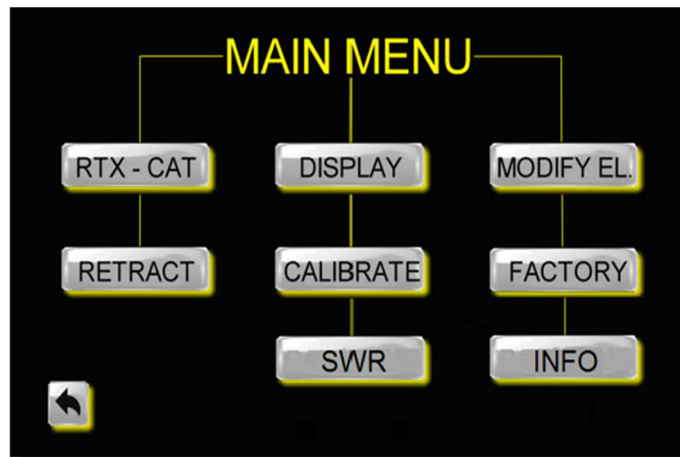 MAIN MENU
RTX - CAT
DISPLAY
MODIFY EL.
RETRACT
CALIBRATE
FACTORY
SWR
INFO